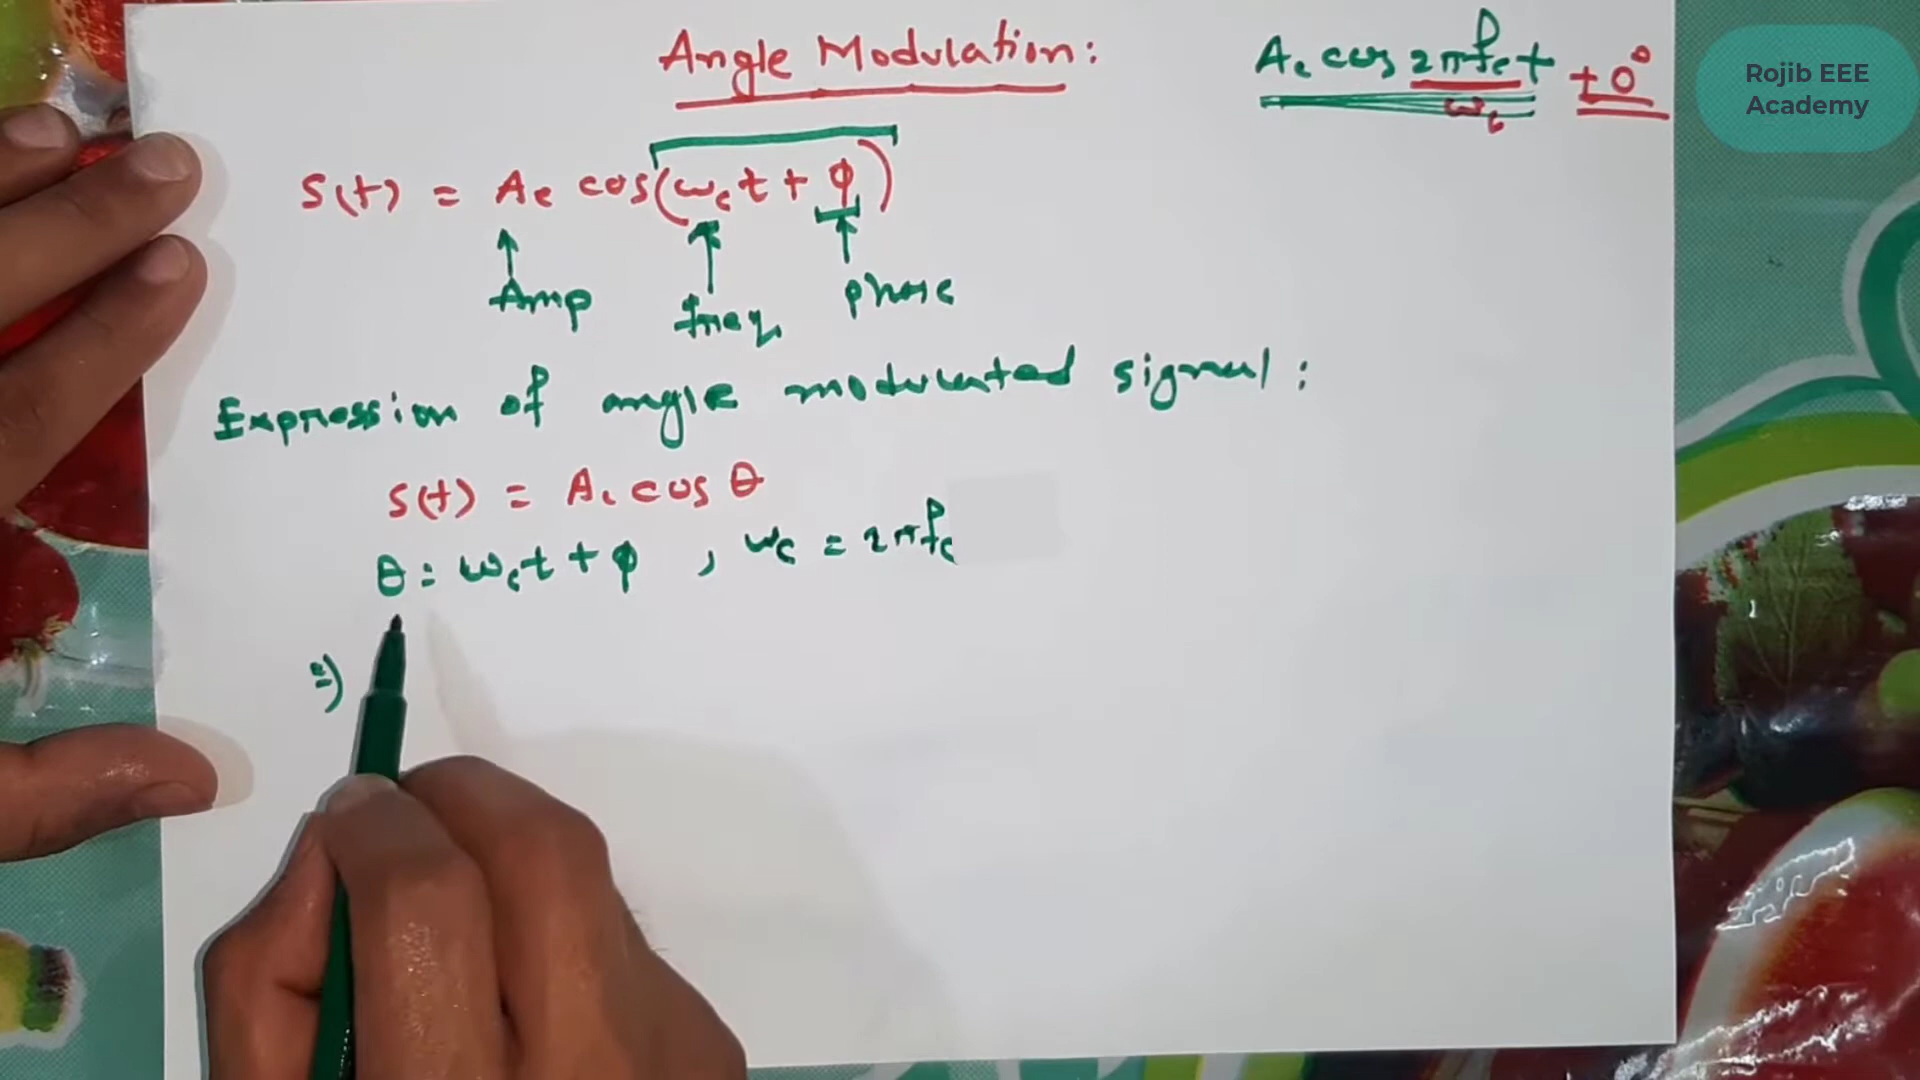 Angle Modulation:
Ac cos 2πfct + 0°
ωc
Rojib EEE
Academy
S(t) = Ac cos(ωct + φ)
Amp freq. phase
Expression of angle modulated signal:
S(t) = Ac cos θ
θ = ωct + φ , ωc = 2πfc
⇒